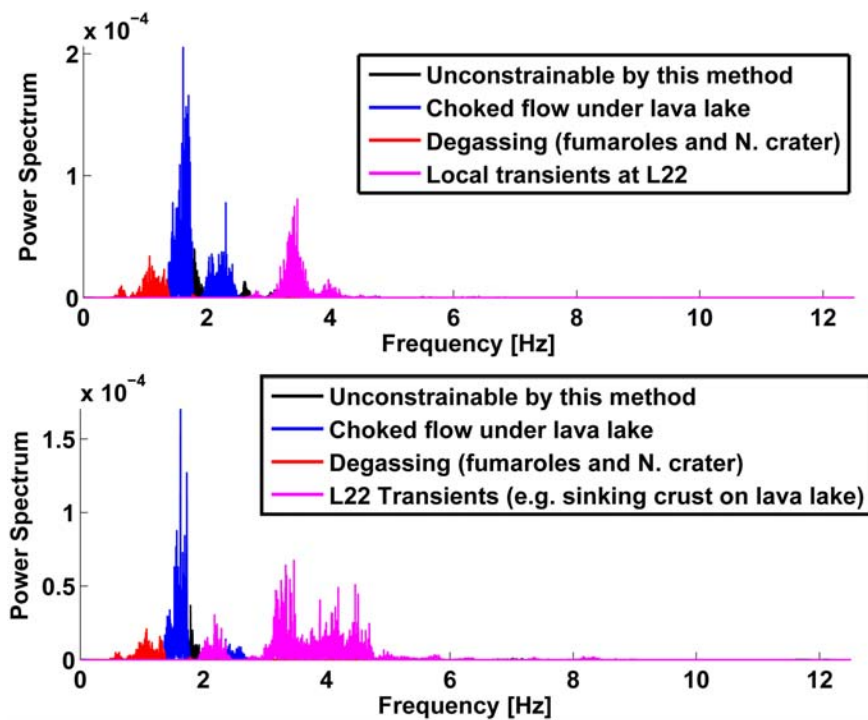 x 10−4
2
1
0
Power Spectrum
Unconstrainable by this method
Choked flow under lava lake
Degassing (fumaroles and N. crater)
Local transients at L22
0 2 4 6 8 10 12
Frequency [Hz]
x 10−4
1.5
1
0.5
0
Power Spectrum
Unconstrainable by this method
Choked flow under lava lake
Degassing (fumaroles and N. crater)
L22 Transients (e.g. sinking crust on lava lake)
0 2 4 6 8 10 12
Frequency [Hz]